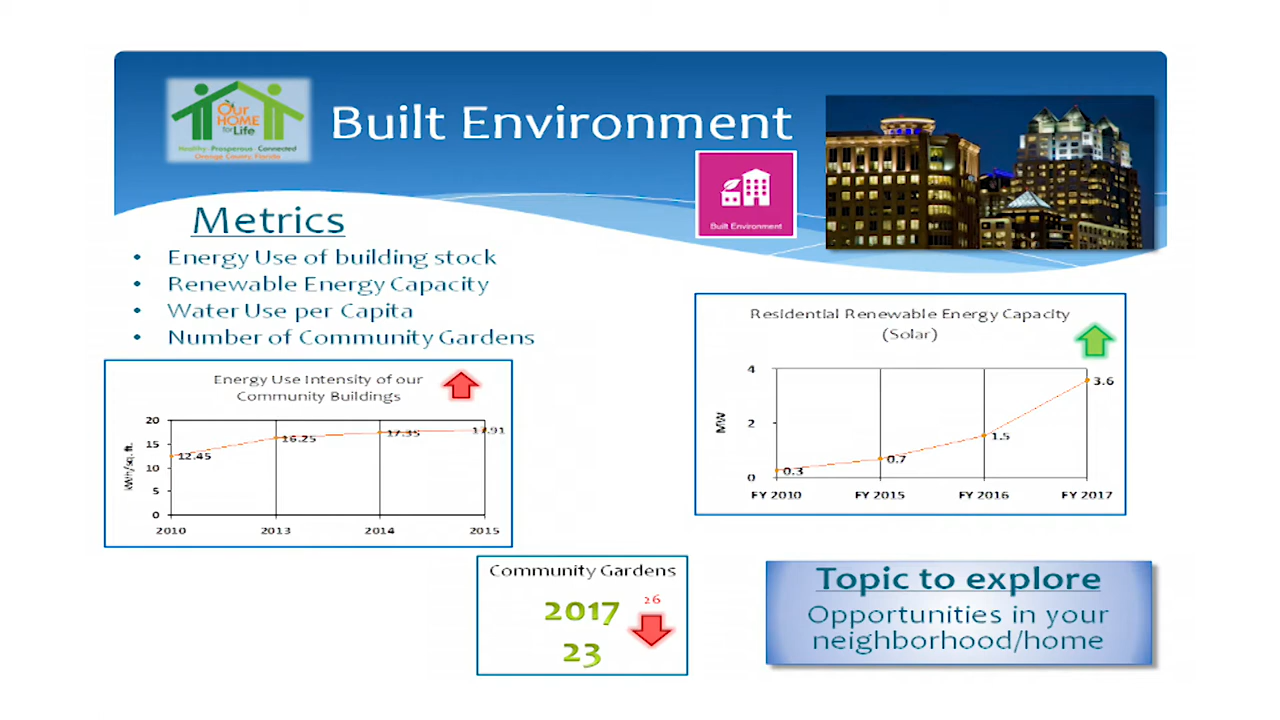 Our
HOME
for Life
Healthy · Prosperous · Connected
Orange County, Florida
Built Environment
Built Environment
Metrics
• Energy Use of building stock
• Renewable Energy Capacity
• Water Use per Capita
• Number of Community Gardens
Energy Use Intensity of our
Community Buildings
kWh/sq. ft.
20
15
10
5
0
12.45
16.25
17.35
17.91
2010 2013 2014 2015
Residential Renewable Energy Capacity
(Solar)
MW
4
2
0
0.3
0.7
1.5
3.6
FY 2010 FY 2015 FY 2016 FY 2017
Community Gardens
2017
26
23
Topic to explore
Opportunities in your
neighborhood/home